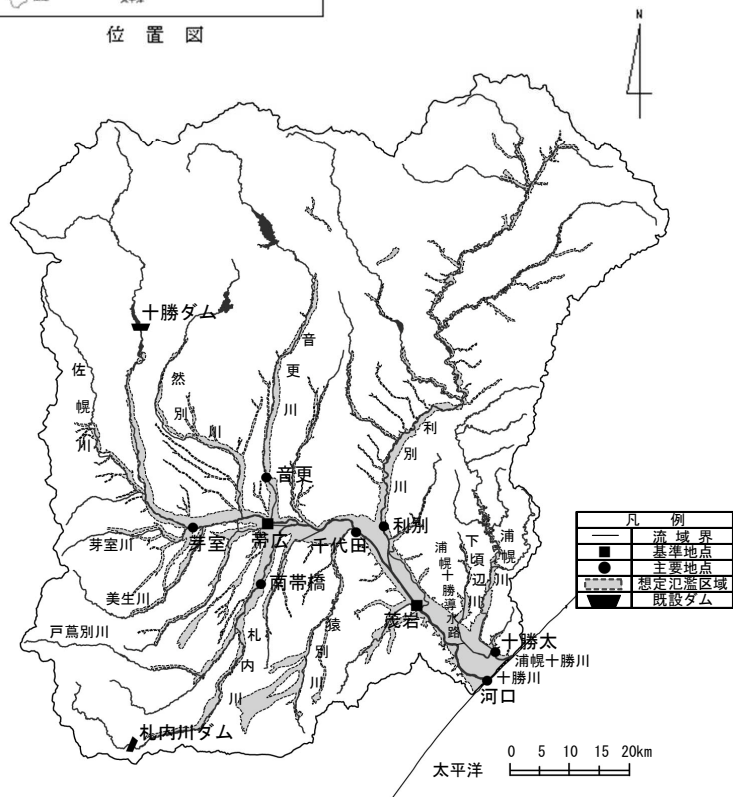 位置図
N
十勝ダム
佐幌川
然別川
音更川
音更
利別川
芽室川
芽室
帯広
千代田
利別
美生川
南帯橋
戸蔦別川
札内川
猿別川
浦幌十勝導水路
下頃辺川
浦幌川
茂岩
十勝太
浦幌十勝川
十勝川
河口
札内川ダム
太平洋
0 5 10 15 20km
凡例
流域界
基準地点
主要地点
想定氾濫区域
既設ダム